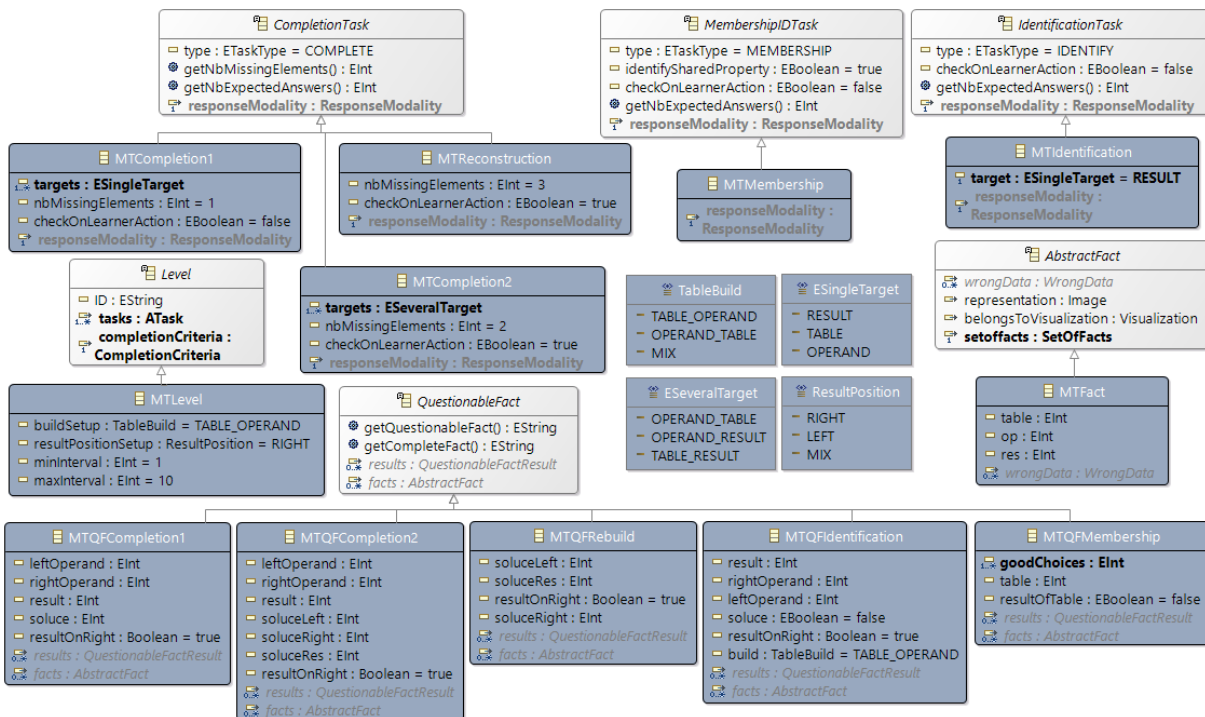 CompletionTask
type : ETaskType = COMPLETE
getNbMissingElements() : EInt
getNbExpectedAnswers() : EInt
responseModality : ResponseModality
MembershipIDTask
type : ETaskType = MEMBERSHIP
identifySharedProperty : EBoolean = true
checkOnLearnerAction : EBoolean = false
getNbExpectedAnswers() : EInt
responseModality : ResponseModality
IdentificationTask
type : ETaskType = IDENTIFY
checkOnLearnerAction : EBoolean = false
getNbExpectedAnswers() : EInt
responseModality : ResponseModality
MTCompletion1
targets : ESingleTarget
nbMissingElements : EInt = 1
checkOnLearnerAction : EBoolean = false
responseModality : ResponseModality
MTReconstruction
nbMissingElements : EInt = 3
checkOnLearnerAction : EBoolean = true
responseModality : ResponseModality
MTMembership
responseModality :
ResponseModality
MTIdentification
target : ESingleTarget = RESULT
responseModality :
ResponseModality
Level
ID : EString
tasks : ATask
completionCriteria :
CompletionCriteria
MTCompletion2
targets : ESeveralTarget
nbMissingElements : EInt = 2
checkOnLearnerAction : EBoolean = true
responseModality : ResponseModality
TableBuild
TABLE_OPERAND
OPERAND_TABLE
MIX
ESingleTarget
RESULT
TABLE
OPERAND
AbstractFact
wrongData : WrongData
representation : Image
belongsToVisualization : Visualization
setoffacts : SetOfFacts
MTLevel
buildSetup : TableBuild = TABLE_OPERAND
resultPositionSetup : ResultPosition = RIGHT
minInterval : EInt = 1
maxInterval : EInt = 10
QuestionableFact
getQuestionableFact() : EString
getCompleteFact() : EString
results : QuestionableFactResult
facts : AbstractFact
ESeveralTarget
OPERAND_TABLE
OPERAND_RESULT
TABLE_RESULT
ResultPosition
RIGHT
LEFT
MIX
MTFact
table : EInt
op : EInt
res : EInt
wrongData : WrongData
MTQFCompletion1
leftOperand : EInt
rightOperand : EInt
result : EInt
soluce : EInt
resultOnRight : Boolean = true
results : QuestionableFactResult
facts : AbstractFact
MTQFCompletion2
leftOperand : EInt
rightOperand : EInt
result : EInt
soluceLeft : EInt
soluceRight : EInt
soluceRes : EInt
resultOnRight : Boolean = true
results : QuestionableFactResult
facts : AbstractFact
MTQFRebuild
soluceLeft : EInt
soluceRes : EInt
resultOnRight : Boolean = true
soluceRight : EInt
results : QuestionableFactResult
facts : AbstractFact
MTQFIdentification
result : EInt
rightOperand : EInt
leftOperand : EInt
soluce : EBoolean = false
resultOnRight : Boolean = true
build : TableBuild = TABLE_OPERAND
results : QuestionableFactResult
facts : AbstractFact
MTQFMembership
goodChoices : EInt
table : EInt
resultOfTable : EBoolean = false
results : QuestionableFactResult
facts : AbstractFact